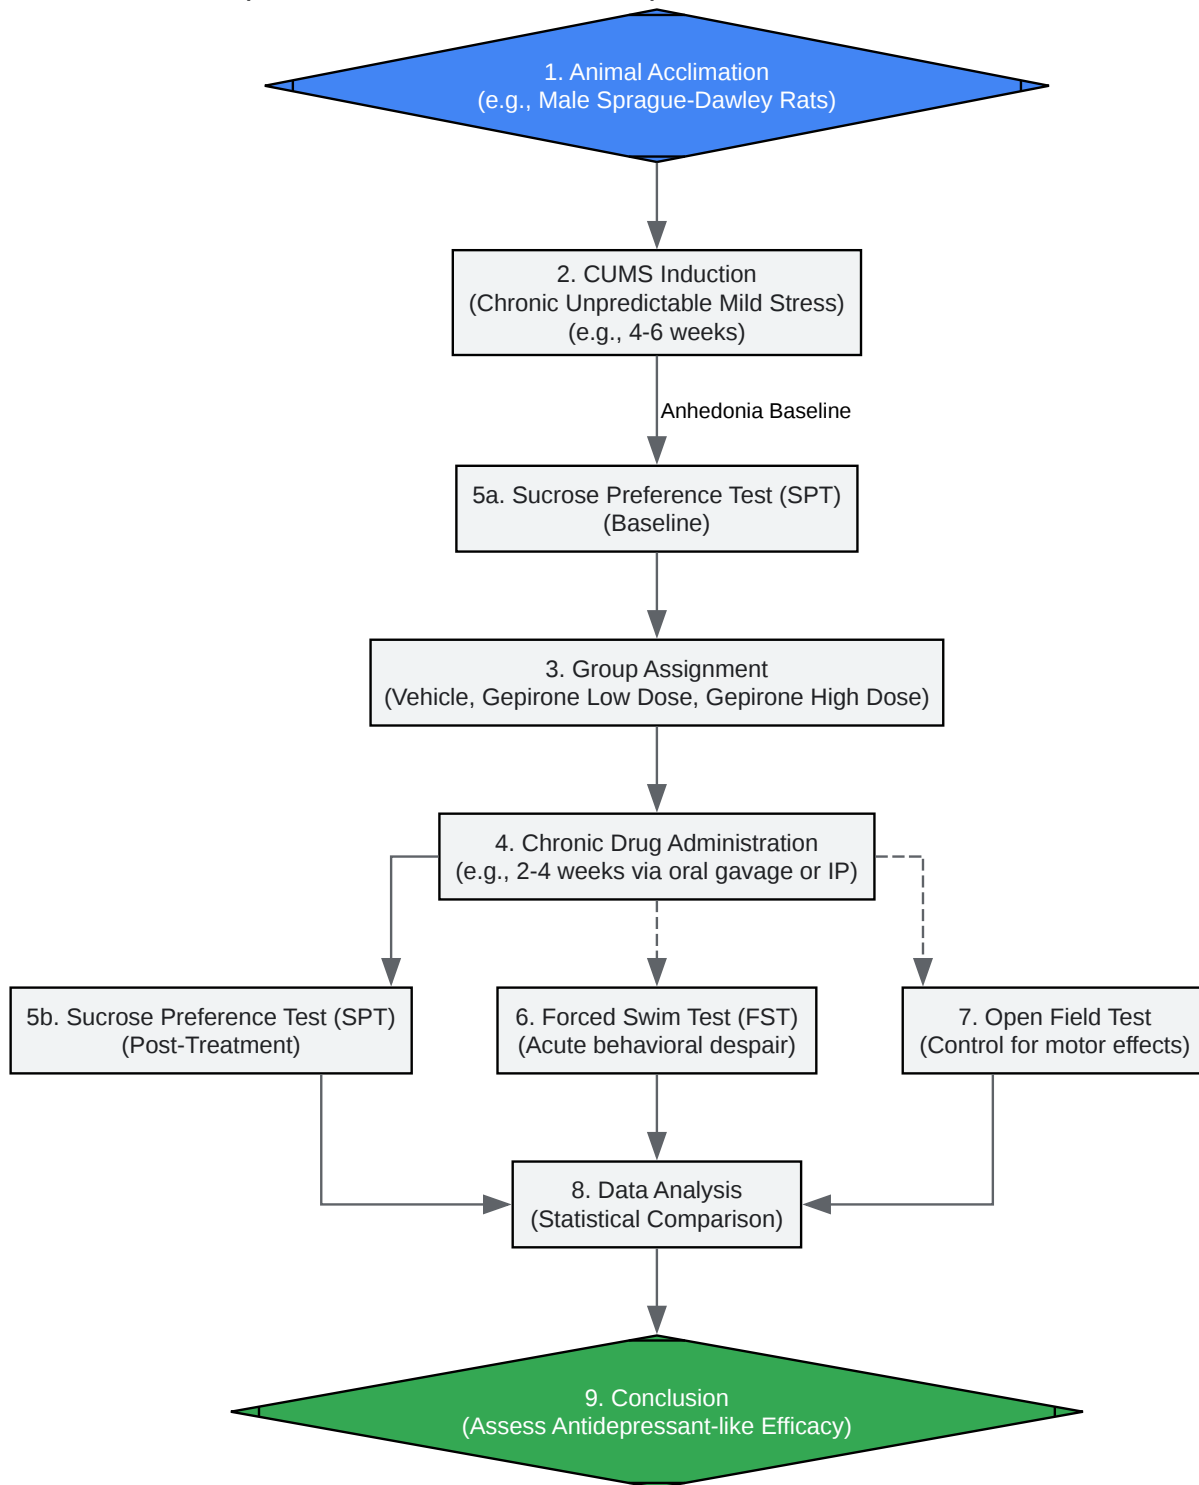 1. Animal Acclimation
(e.g., Male Sprague-Dawley Rats)
2. CUMS Induction
(Chronic Unpredictable Mild Stress)
(e.g., 4-6 weeks)
Anhedonia Baseline
5a. Sucrose Preference Test (SPT)
(Baseline)
3. Group Assignment
(Vehicle, Gepirone Low Dose, Gepirone High Dose)
4. Chronic Drug Administration
(e.g., 2-4 weeks via oral gavage or IP)
5b. Sucrose Preference Test (SPT)
(Post-Treatment)
6. Forced Swim Test (FST)
(Acute behavioral despair)
7. Open Field Test
(Control for motor effects)
8. Data Analysis
(Statistical Comparison)
9. Conclusion
(Assess Antidepressant-like Efficacy)